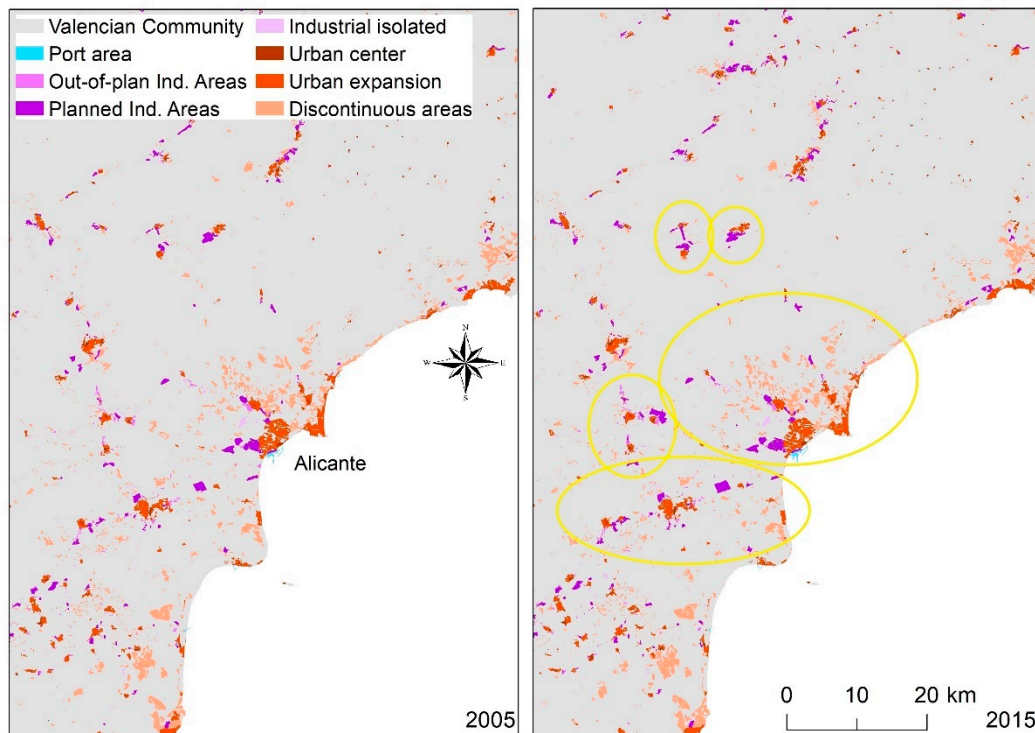 Valencian Community
Port area
Out-of-plan Ind. Areas
Planned Ind. Areas
Industrial isolated
Urban center
Urban expansion
Discontinuous areas
N
W
E
S
Alicante
2005
0 10 20 km
2015